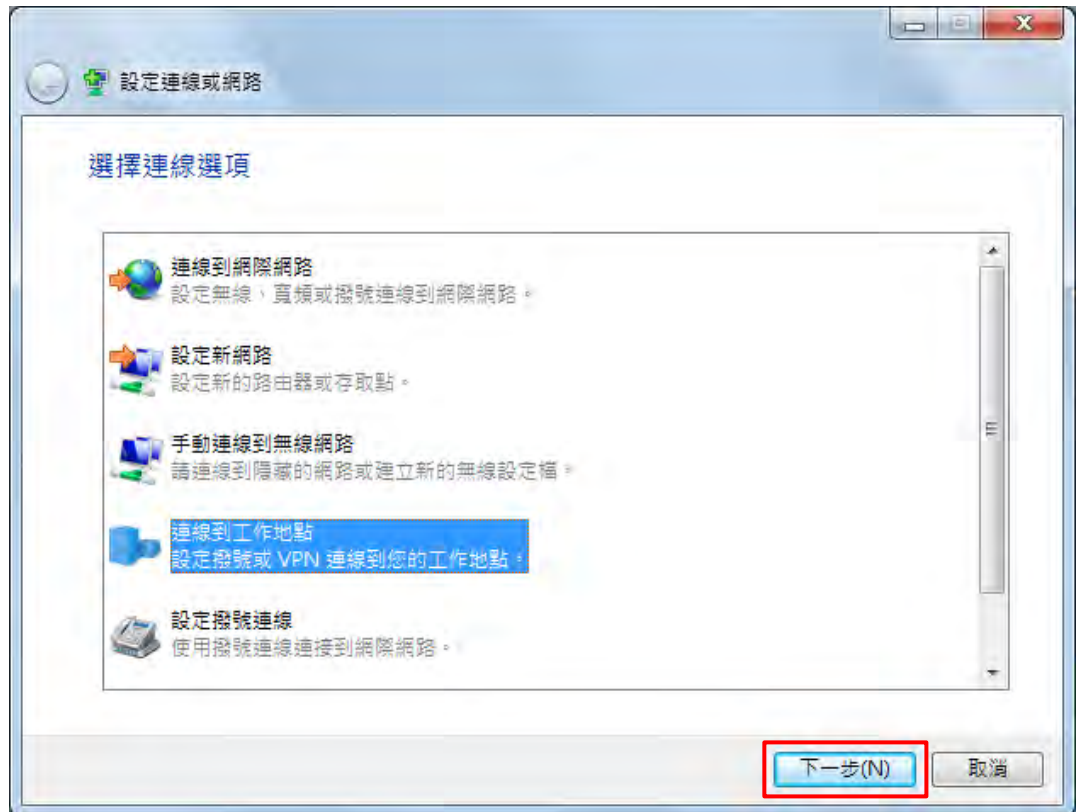 設定連線或網路
選擇連線選項
連線到網際網路
設定無線、寬頻或撥號連線到網際網路。
設定新網路
設定新的路由器或存取點。
手動連線到無線網路
請連線到隱藏的網路或建立新的無線設定檔。
連線到工作地點
設定撥號或 VPN 連線到您的工作地點。
設定撥號連線
使用撥號連線連接到網際網路。
下一步(N)
取消